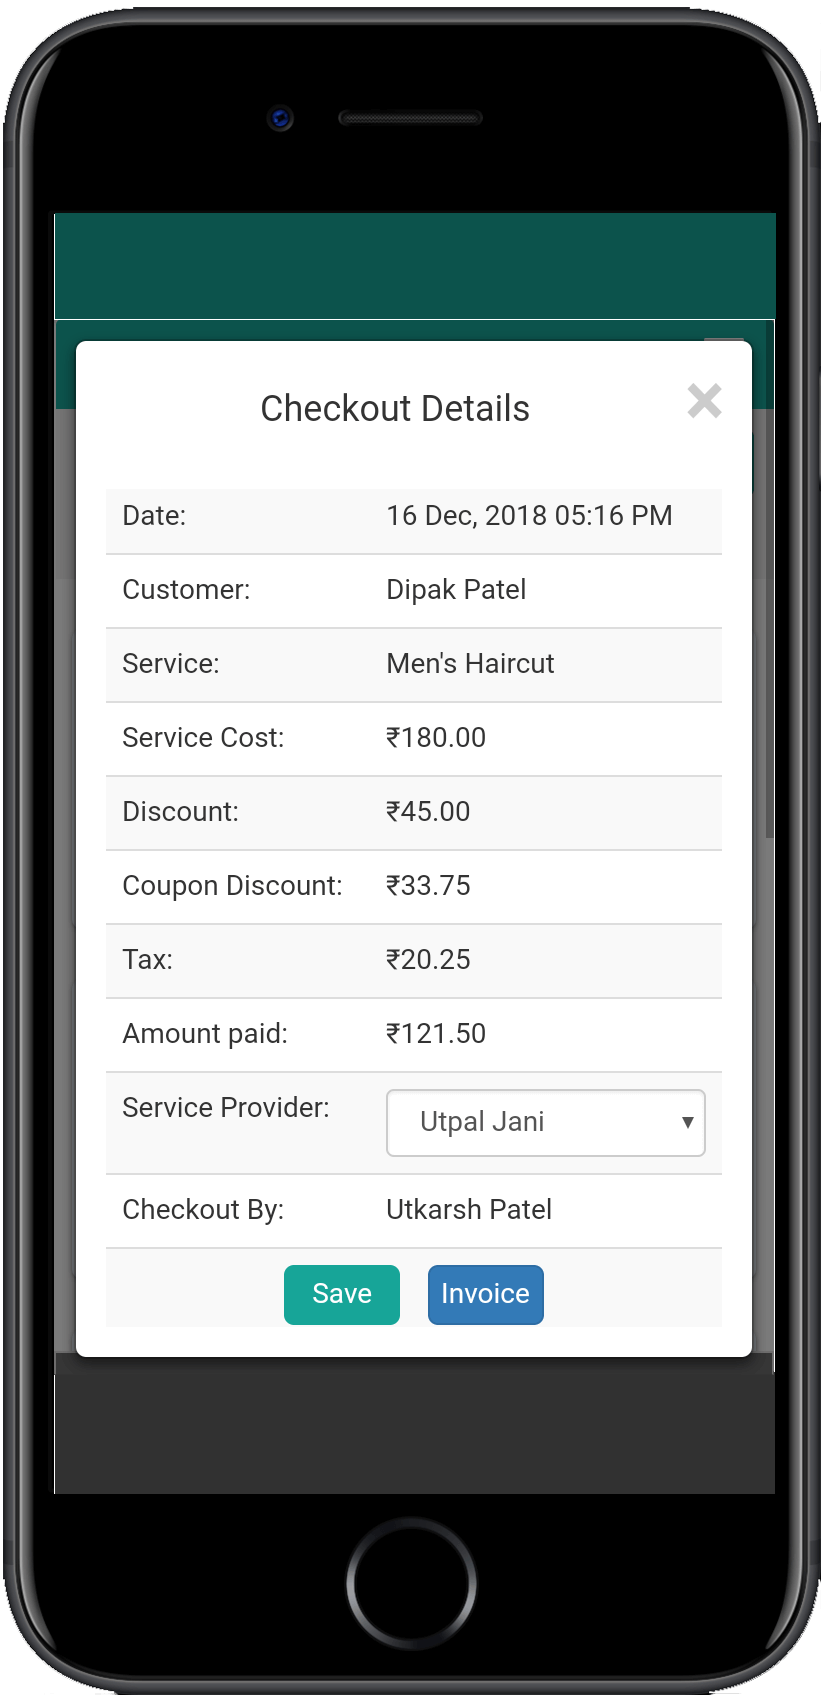 Checkout Details
Date: 16 Dec, 2018 05:16 PM
Customer: Dipak Patel
Service: Men's Haircut
Service Cost: ₹180.00
Discount: ₹45.00
Coupon Discount: ₹33.75
Tax: ₹20.25
Amount paid: ₹121.50
Service Provider: Utpal Jani
Checkout By: Utkarsh Patel
Save Invoice